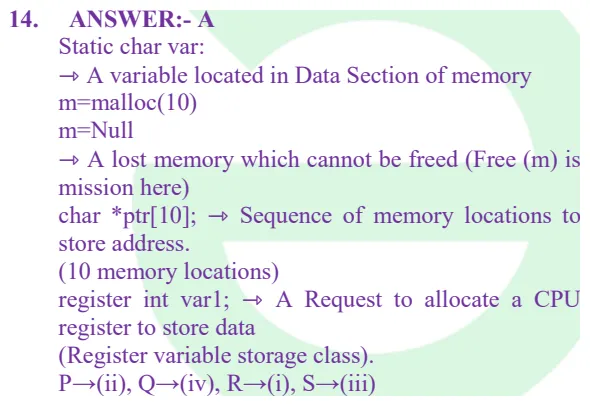 14. ANSWER:- A
Static char var:
→ A variable located in Data Section of memory
m=malloc(10)
m=Null
→ A lost memory which cannot be freed (Free (m) is
mission here)
char *ptr[10]; → Sequence of memory locations to
store address.
(10 memory locations)
register int var1; → A Request to allocate a CPU
register to store data
(Register variable storage class).
P→(ii), Q→(iv), R→(i), S→(iii)